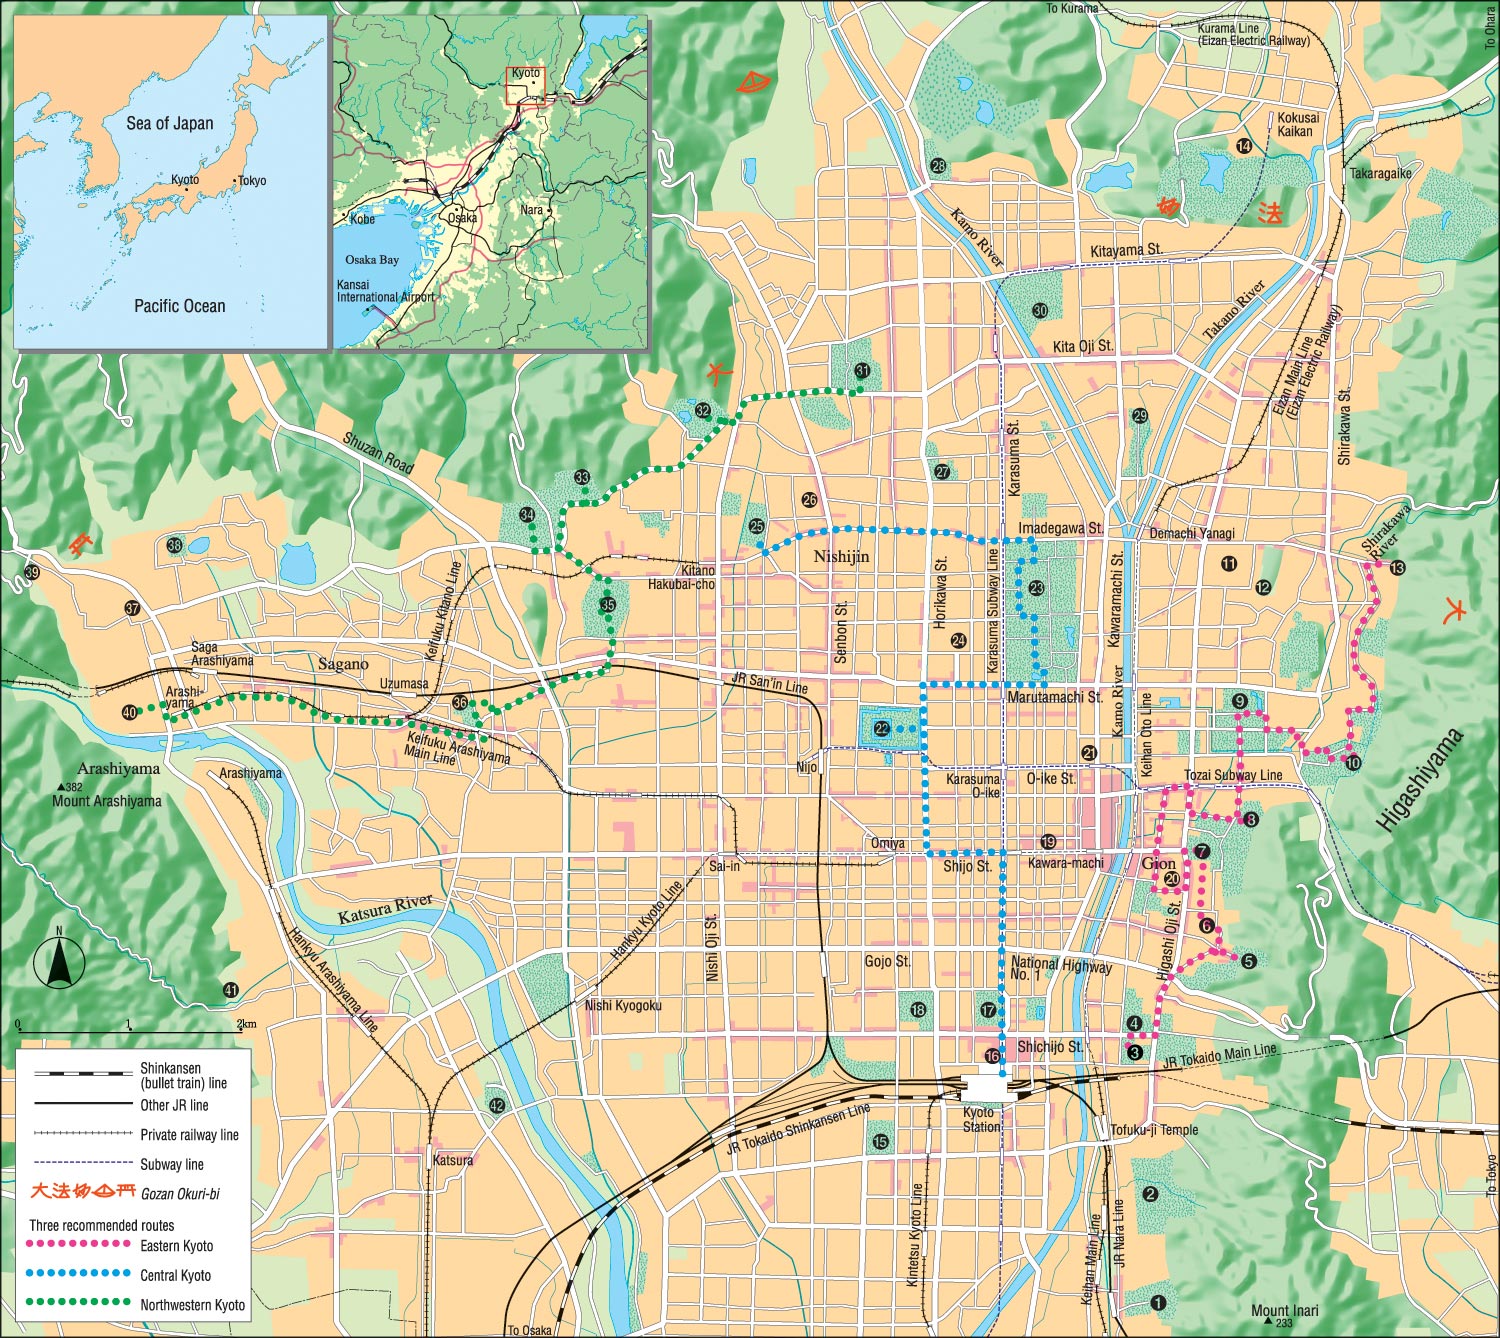 Sea of Japan
Kyoto
Tokyo
Pacific Ocean
Kyoto
Kobe
Osaka
Nara
Osaka Bay
Kansai
International Airport
To Kurama
Kurama Line
(Eizan Electric Railway)
To Ohara
Kokusai
Kaikan
14
Takaragaike
28
妙
法
Kamo River
Kitayama St.
Takano River
30
Kita Oji St.
Eizan Main Line
(Eizan Electric Railway)
Shirakawa St.
31
大
32
29
Shuzan Road
Karasuma St.
33
27
26
34
25
Imadegawa St.
Demachi Yanagi
Shirakawa
River
38
Nishijin
39
Kitano
Hakubai-cho
11
13
12
大
37
Keifuku Kitano Line
35
Senbon St.
Horikawa St.
Karasuma Subway Line
23
Kawaramachi St.
24
Saga
Arashiyama
Sagano
Uzumasa
JR San'in Line
Arashi-
yama
Marutamachi St.
40
36
22
Kamo River
Keihan Oto Line
9
Keifuku Arashiyama
Main Line
21
10
Higashiyama
Arashiyama
382
Mount Arashiyama
Arashiyama
Nijo
Karasuma
O-ike
O-ike St.
Tozai Subway Line
8
Omiya
19
7
Sai-in
Shijo St.
Kawara-machi
Gion
20
Katsura River
Hankyu Kyoto Line
Nishi Oji St.
Higashi Oji St.
6
N
Hankyu Arashiyama Line
Gojo St.
National Highway
No. 1
5
41
Nishi Kyogoku
18
17
4
0
1
2km
16
Shichijo St.
3
JR Tokaido Main Line
Shinkansen
(bullet train) line
Other JR line
Private railway line
Subway line
大法妙
Gozan Okuri-bi
Three recommended routes
Eastern Kyoto
Central Kyoto
Northwestern Kyoto
42
Kyoto
Station
JR Tokaido Shinkansen Line
15
Tofuku-ji Temple
Katsura
To Tokyo
2
Kintetsu Kyoto Line
Keihan Main Line
JR Nara Line
1
Mount Inari
233
To Osaka